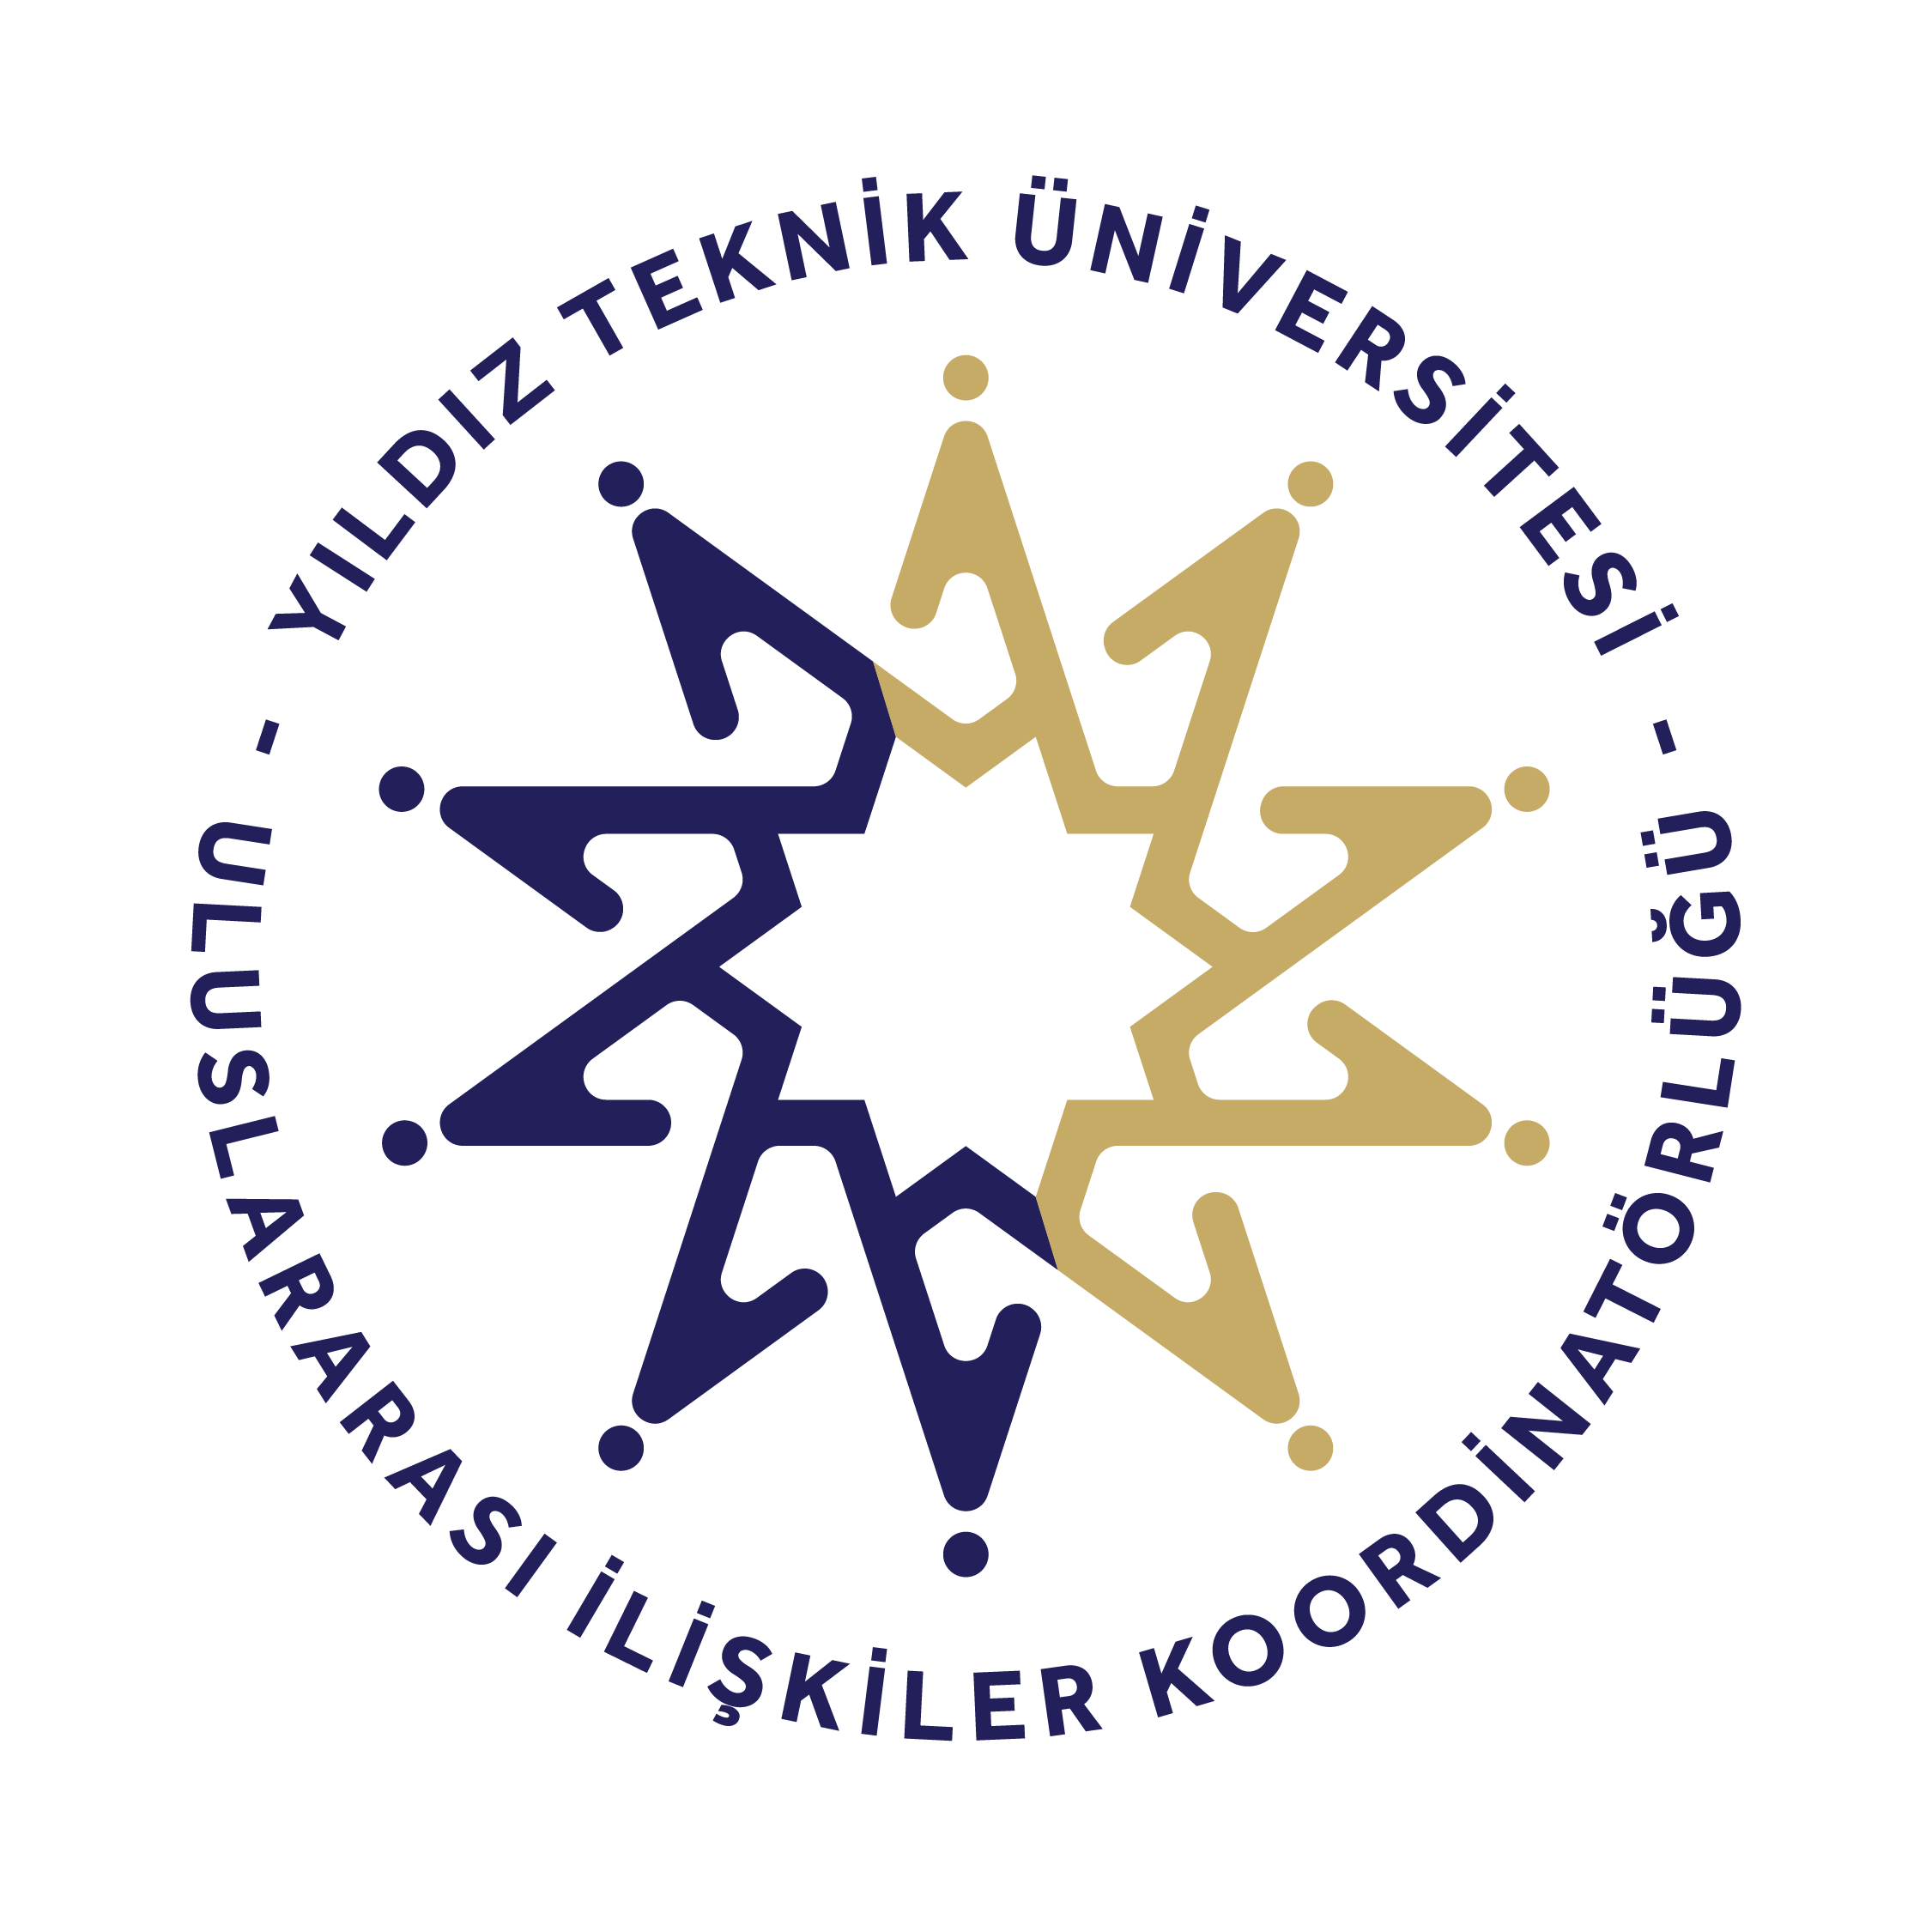 YILDIZ TEKNİK ÜNİVERSİTESİ
- ULUSLARARASI İLİŞKİLER KOORDİNATÖRLÜĞÜ -